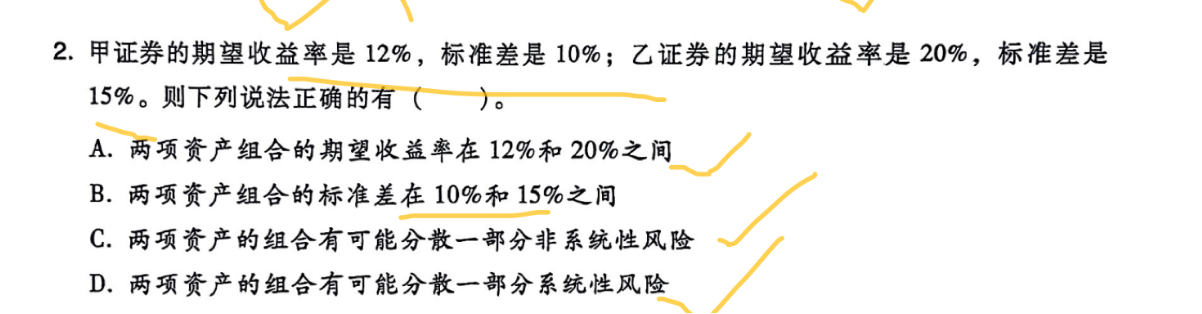 2. 甲证券的期望收益率是 12%，标准差是 10%；乙证券的期望收益率是 20%，标准差是
15%。则下列说法正确的有（　　）。
A. 两项资产组合的期望收益率在 12%和 20%之间
B. 两项资产组合的标准差在 10%和 15%之间
C. 两项资产的组合有可能分散一部分非系统性风险
D. 两项资产的组合有可能分散一部分系统性风险